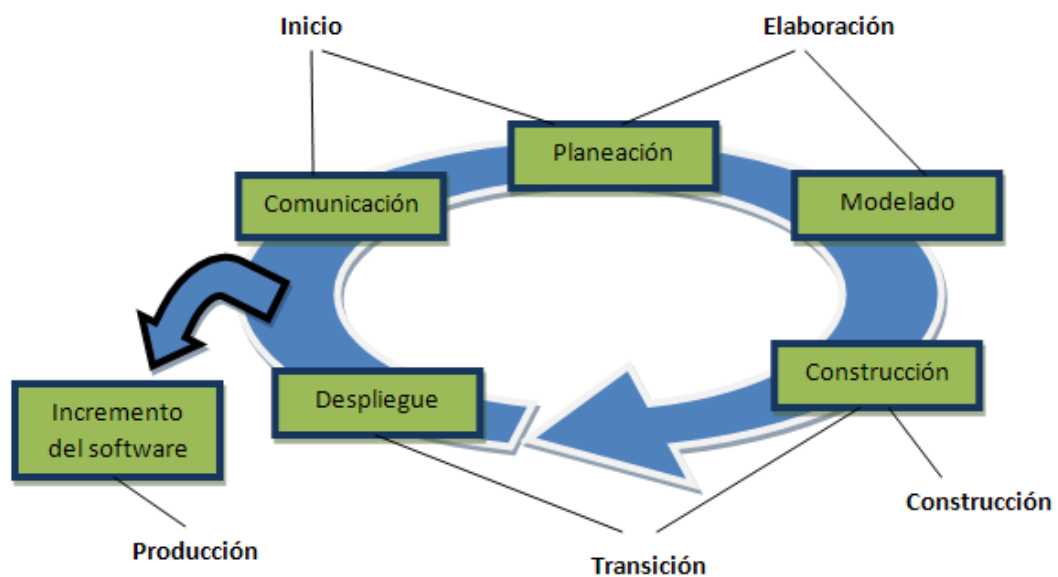 Inicio
Elaboración
Planeación
Comunicación
Modelado
Construcción
Despliegue
Incremento
del software
Construcción
Producción
Transición